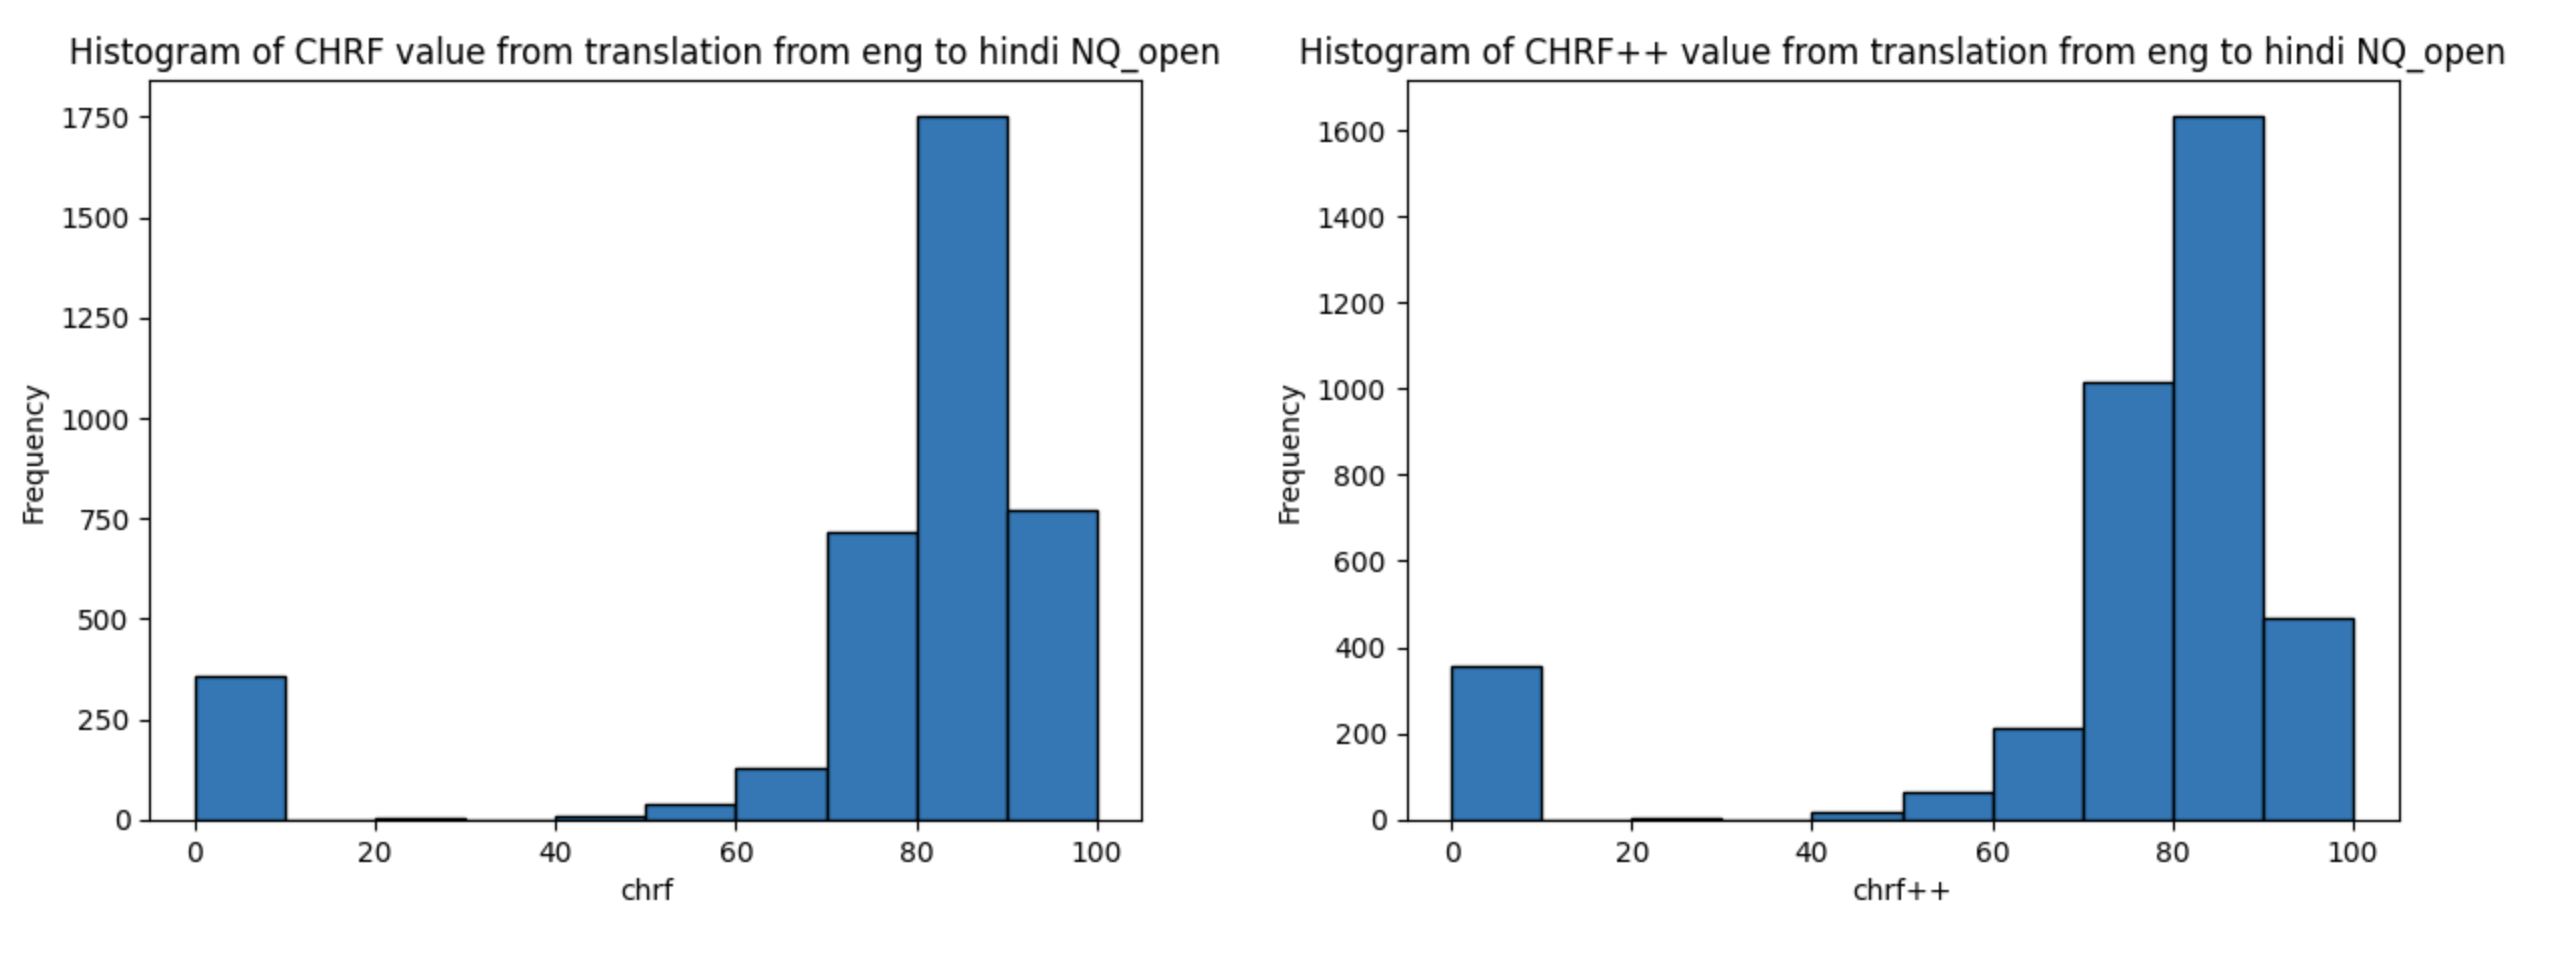 Histogram of CHRF value from translation from eng to hindi NQ_open
1750
1500
1250
1000
750
500
250
0
Frequency
0 20 40 60 80 100
chrf
Histogram of CHRF++ value from translation from eng to hindi NQ_open
1600
1400
1200
1000
800
600
400
200
0
Frequency
0 20 40 60 80 100
chrf++